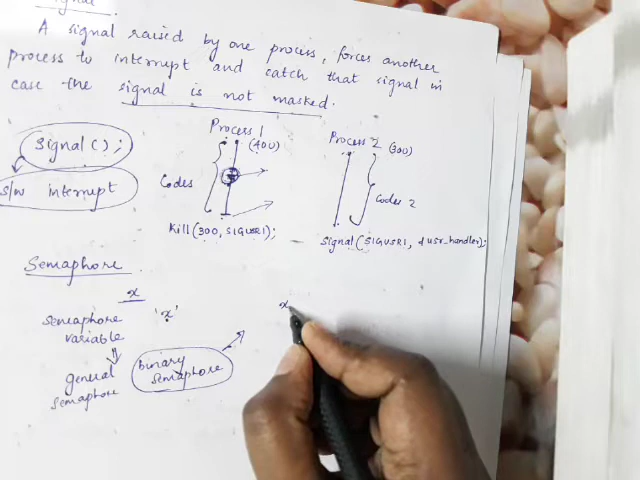 Signal.
A signal raised by one process, forces another
process to interrupt and catch that signal in
case the signal is not masked.
Process 1
(400)
Process 2 (300)
Signal();
S/W interrupt
Codes
Codes 2
Kill(300, SIGUSR1);
Signal(SIGUSR1, &usr_handler);
Semaphore
x
semaphore 'x'
variable
general
semaphore
binary
semaphore
x